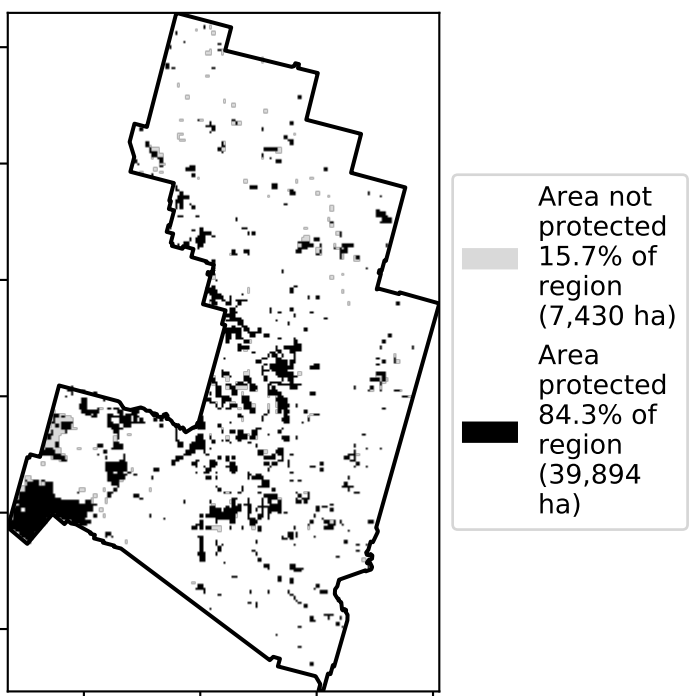 Area not
protected
15.7% of
region
(7,430 ha)
Area
protected
84.3% of
region
(39,894
ha)